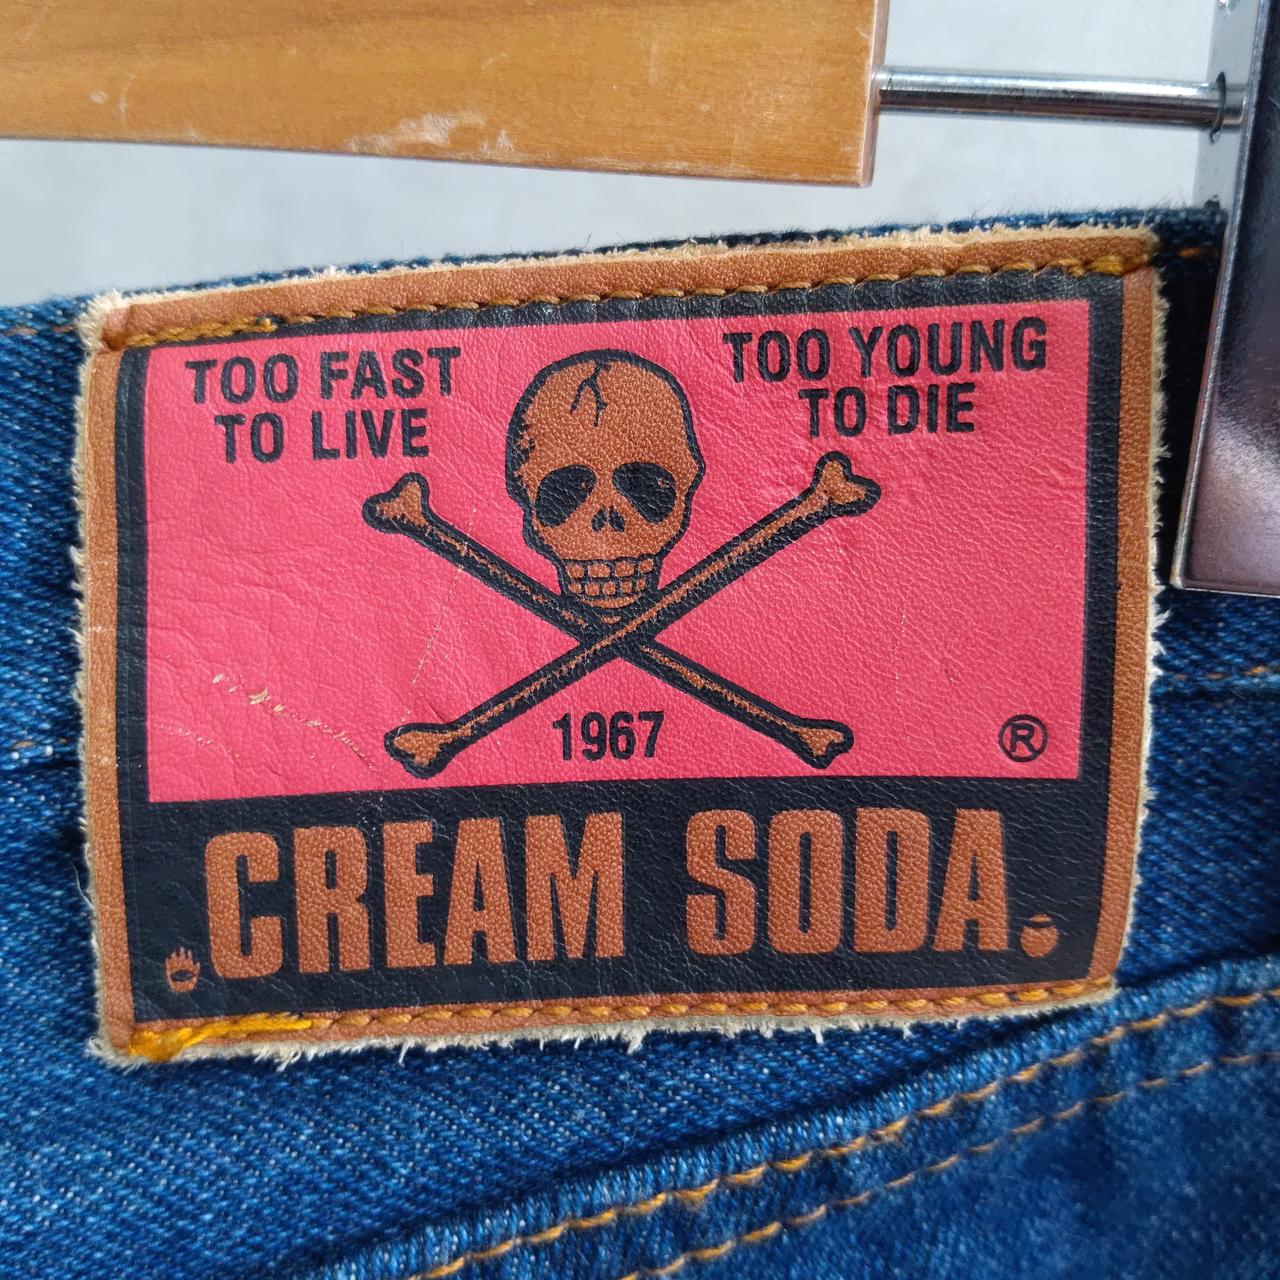 TOO FAST
TO LIVE
TOO YOUNG
TO DIE
1967
®
CREAM SODA